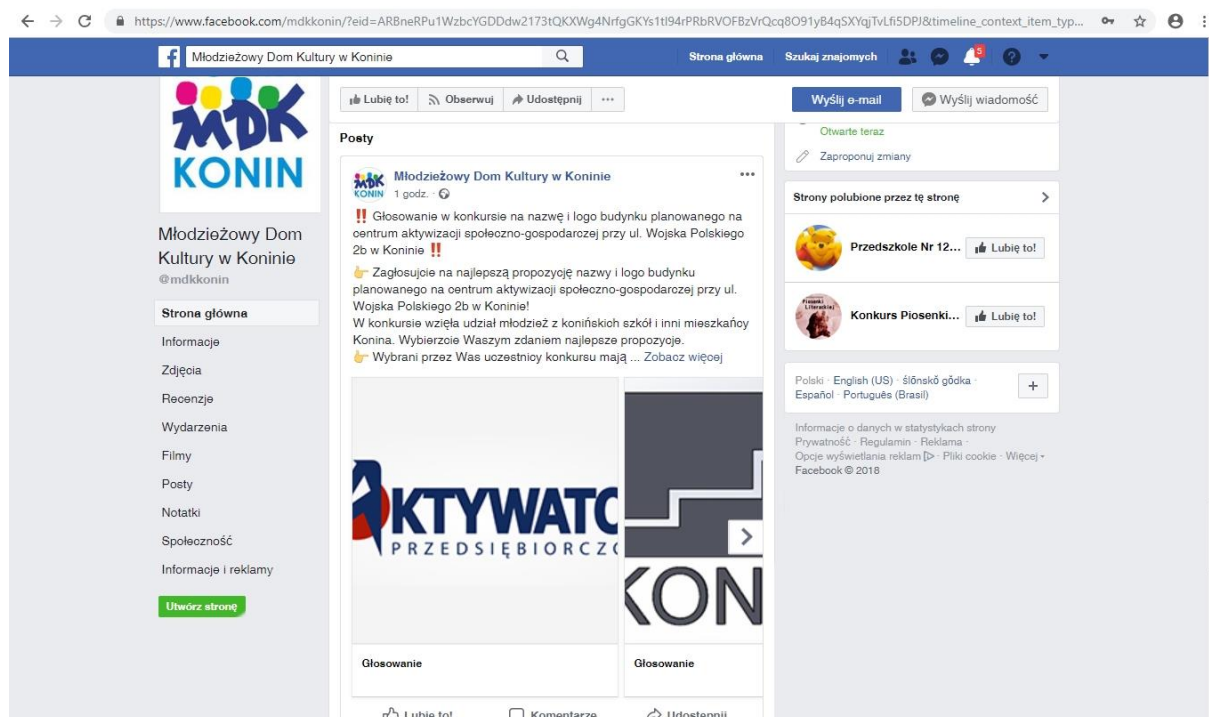 https://www.facebook.com/mdkkonin/?eid=ARBneRPu1WzbcYGDDdw2173tQKXWg4NrfgGKYs1tl94rPRbRVOFBzVrQcq8O91yB4qSXYqjTvLfi5DPJ&timeline_context_item_typ...
Młodzieżowy Dom Kultury w Koninie
Strona główna
Szukaj znajomych
5
MDK
KONIN
Młodzieżowy Dom
Kultury w Koninie
@mdkkonin
Strona główna
Informacje
Zdjęcia
Recenzje
Wydarzenia
Filmy
Posty
Notatki
Społeczność
Informacje i reklamy
Utwórz stronę
Lubię to!
Obserwuj
Udostępnij
Wyślij e-mail
Wyślij wiadomość
Posty
MDK
KONIN
Młodzieżowy Dom Kultury w Koninie
1 godz. ·
‼ Głosowanie w konkursie na nazwę i logo budynku planowanego na
centrum aktywizacji społeczno-gospodarczej przy ul. Wojska Polskiego
2b w Koninie ‼
👉 Zagłosujcie na najlepszą propozycję nazwy i logo budynku
planowanego na centrum aktywizacji społeczno-gospodarczej przy ul.
Wojska Polskiego 2b w Koninie!
W konkursie wzięła udział młodzież z konińskich szkół i inni mieszkańcy
Konina. Wybierzcie Waszym zdaniem najlepsze propozycje.
👉 Wybrani przez Was uczestnicy konkursu mają ... Zobacz więcej
AKTYWATO
PRZEDSIĘBIORCZO
KON
Głosowanie
Głosowanie
Lubię to!
Komentarze
Udostępnij
Otwarte teraz
Zaproponuj zmiany
Strony polubione przez tę stronę
Przedszkole Nr 12...
Lubię to!
Piosenki
Literackiej
Konkurs Piosenki...
Lubię to!
Polski · English (US) · ślōnskŏ gŏdka ·
Español · Português (Brasil)
Informacje o danych w statystykach strony
Prywatność · Regulamin · Reklama ·
Opcje wyświetlania reklam · Pliki cookie · Więcej
Facebook © 2018